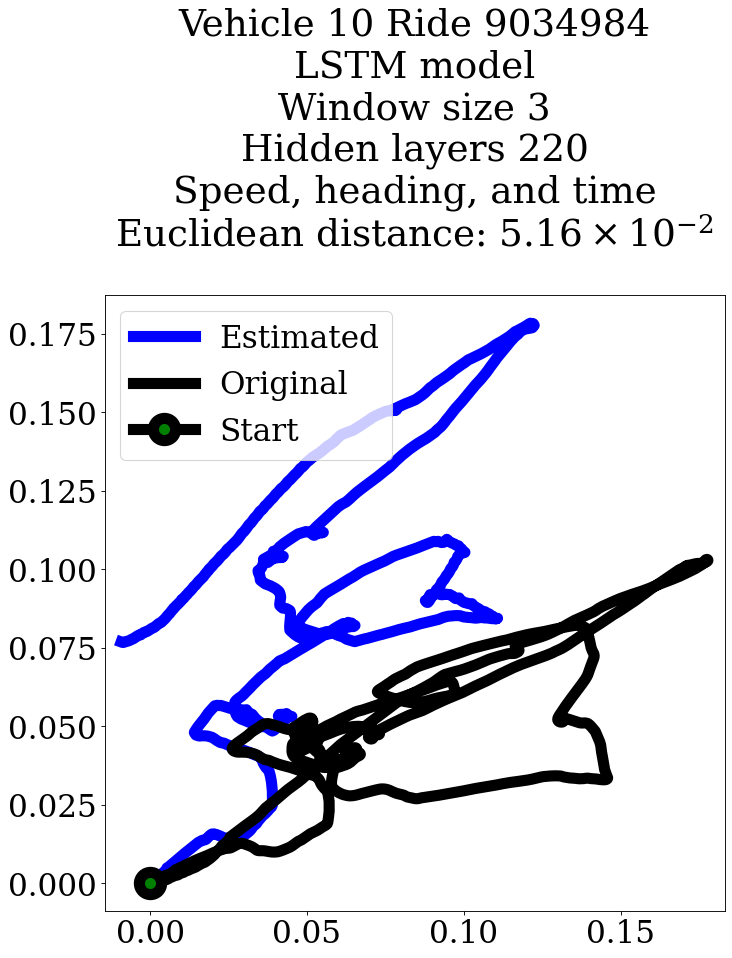 Vehicle 10 Ride 9034984
LSTM model
Window size 3
Hidden layers 220
Speed, heading, and time
Euclidean distance: 5.16 × 10⁻²
Estimated
Original
Start
0.175
0.150
0.125
0.100
0.075
0.050
0.025
0.000
0.00 0.05 0.10 0.15